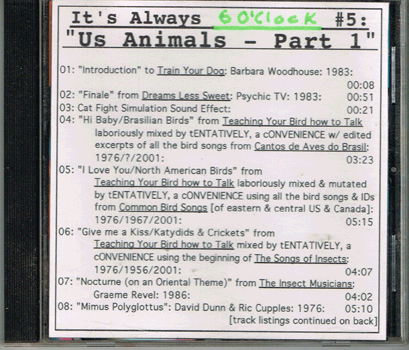 It's Always 6 O'Clock #5:
"Us Animals - Part 1"
01: "Introduction" to Train Your Dog: Barbara Woodhouse: 1983:
00:08
02: "Finale" from Dreams Less Sweet: Psychic TV: 1983: 00:51
03: Cat Fight Simulation Sound Effect: 00:21
04: "Hi Baby/Brasilian Birds" from Teaching Your Bird how to Talk
laboriously mixed by tENTATIVELY, a cONVENIENCE w/ edited
excerpts of all the bird songs from Cantos de Aves do Brasil:
1976/?/2001: 03:23
05: "I Love You/North American Birds" from
Teaching Your Bird how to Talk laboriously mixed & mutated
by tENTATIVELY, a cONVENIENCE using all the bird songs & IDs
from Common Bird Songs [of eastern & central US & Canada]:
1976/1967/2001: 05:15
06: "Give me a Kiss/Katydids & Crickets" from
Teaching Your Bird how to Talk mixed by tENTATIVELY, a
cONVENIENCE using the beginning of The Songs of Insects:
1976/1956/2001: 04:07
07: "Nocturne (on an Oriental Theme)" from The Insect Musicians:
Graeme Revel: 1986: 04:02
08: "Mimus Polyglottus": David Dunn & Ric Cupples: 1976: 05:10
[track listings continued on back]